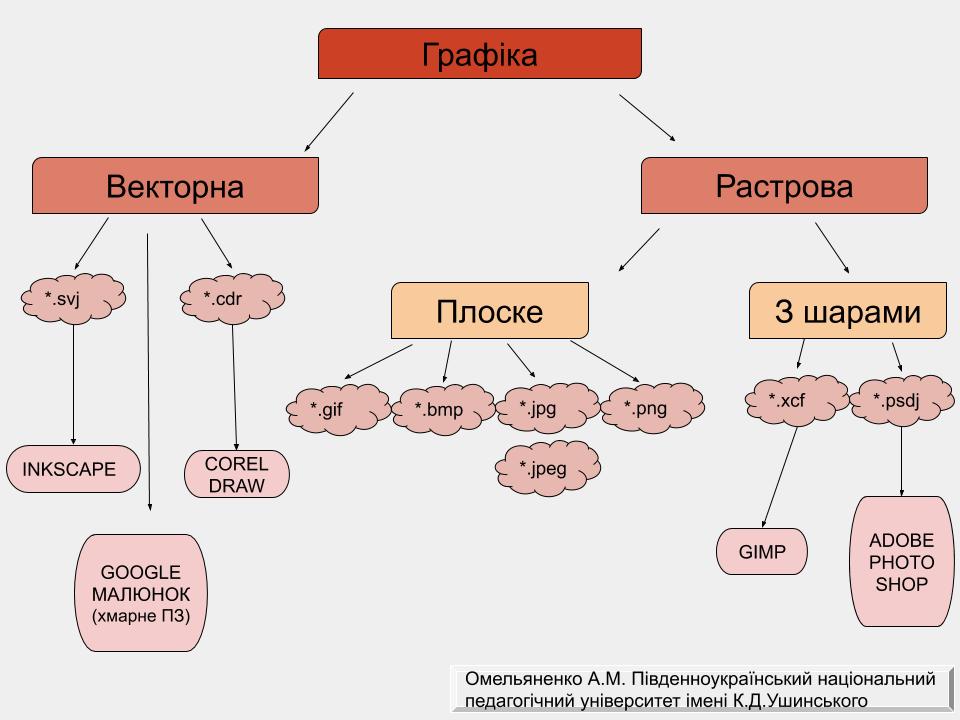 Графіка
Векторна
Растрова
*.svj
*.cdr
Плоске
З шарами
*.gif
*.bmp
*.jpg
*.png
*.xcf
*.psdj
*.jpeg
INKSCAPE
COREL
DRAW
GOOGLE
МАЛЮНОК
(хмарне ПЗ)
GIMP
ADOBE
PHOTO
SHOP
Омельяненко А.М. Південноукраїнський національний
педагогічний університет імені К.Д.Ушинського